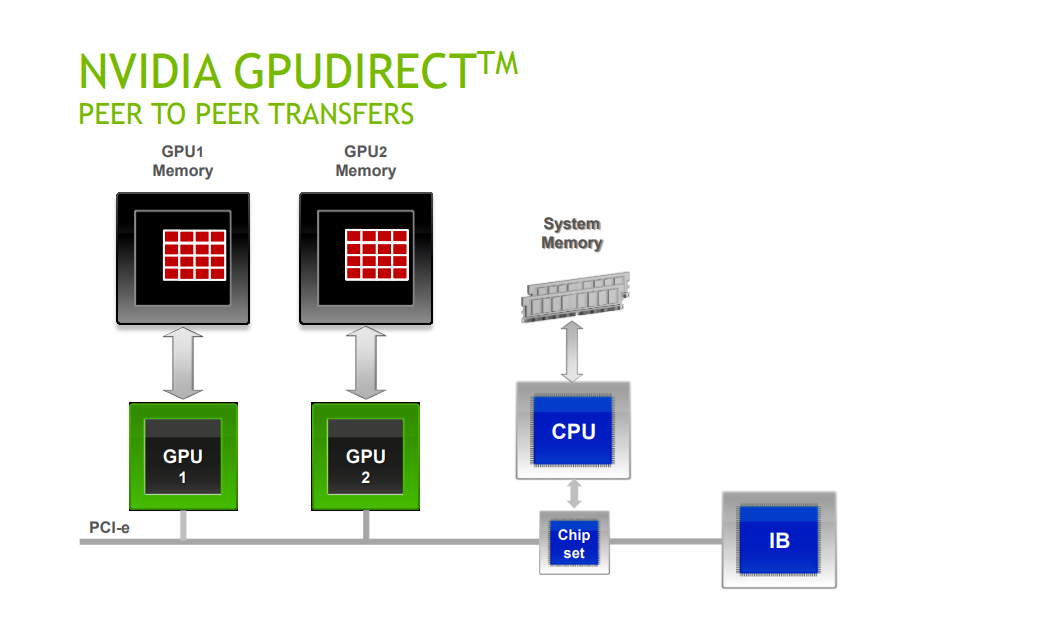 NVIDIA GPUDIRECT™
PEER TO PEER TRANSFERS
GPU1
Memory
GPU2
Memory
System
Memory
GPU
1
GPU
2
CPU
PCI-e
Chip
set
IB